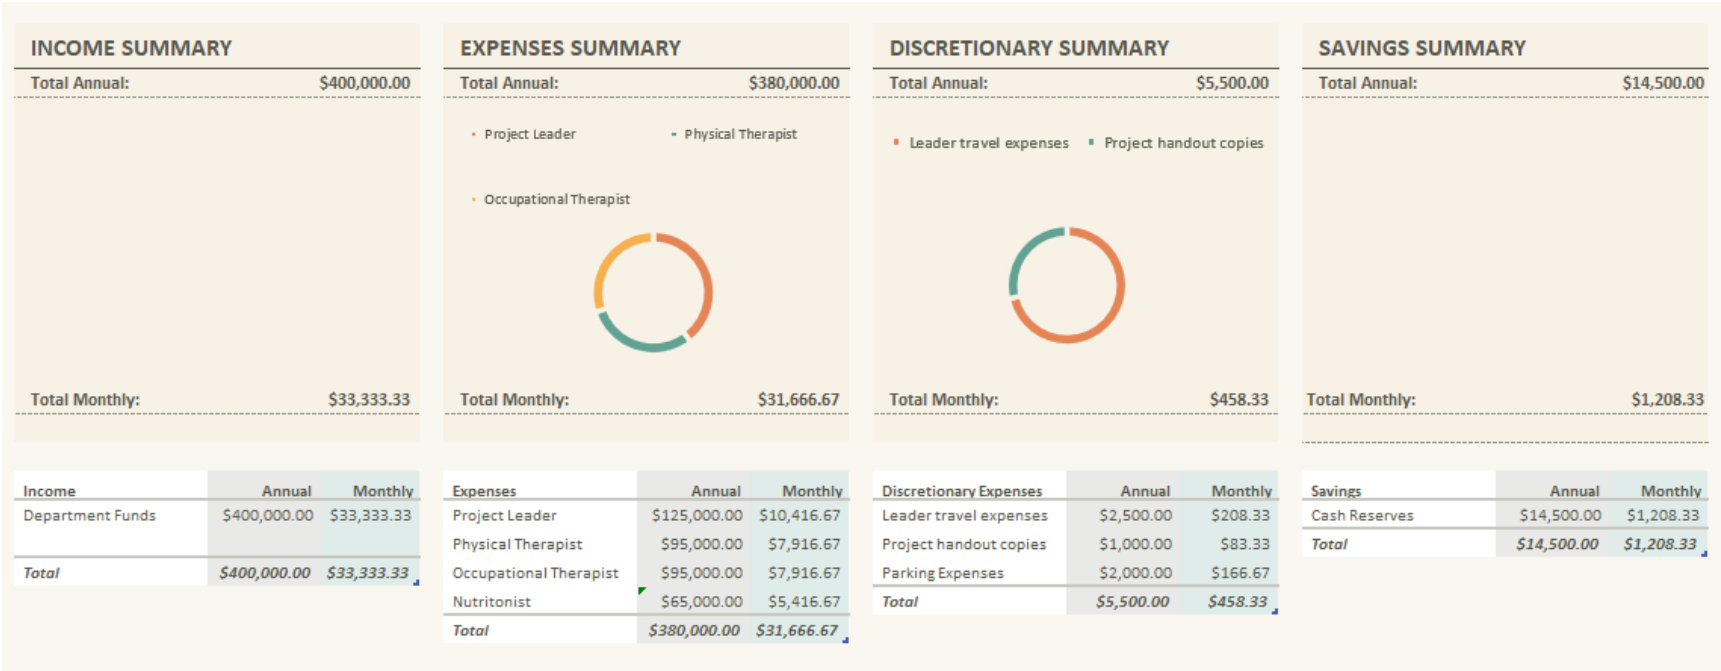 INCOME SUMMARY
Total Annual: $400,000.00
Total Monthly: $33,333.33
EXPENSES SUMMARY
Total Annual: $380,000.00
Project Leader Physical Therapist
Occupational Therapist
Total Monthly: $31,666.67
DISCRETIONARY SUMMARY
Total Annual: $5,500.00
Leader travel expenses Project handout copies
Total Monthly: $458.33
SAVINGS SUMMARY
Total Annual: $14,500.00
Total Monthly: $1,208.33
Income Annual Monthly
Department Funds $400,000.00 $33,333.33
Total $400,000.00 $33,333.33
Expenses Annual Monthly
Project Leader $125,000.00 $10,416.67
Physical Therapist $95,000.00 $7,916.67
Occupational Therapist $95,000.00 $7,916.67
Nutritonist $65,000.00 $5,416.67
Total $380,000.00 $31,666.67
Discretionary Expenses Annual Monthly
Leader travel expenses $2,500.00 $208.33
Project handout copies $1,000.00 $83.33
Parking Expenses $2,000.00 $166.67
Total $5,500.00 $458.33
Savings Annual Monthly
Cash Reserves $14,500.00 $1,208.33
Total $14,500.00 $1,208.33